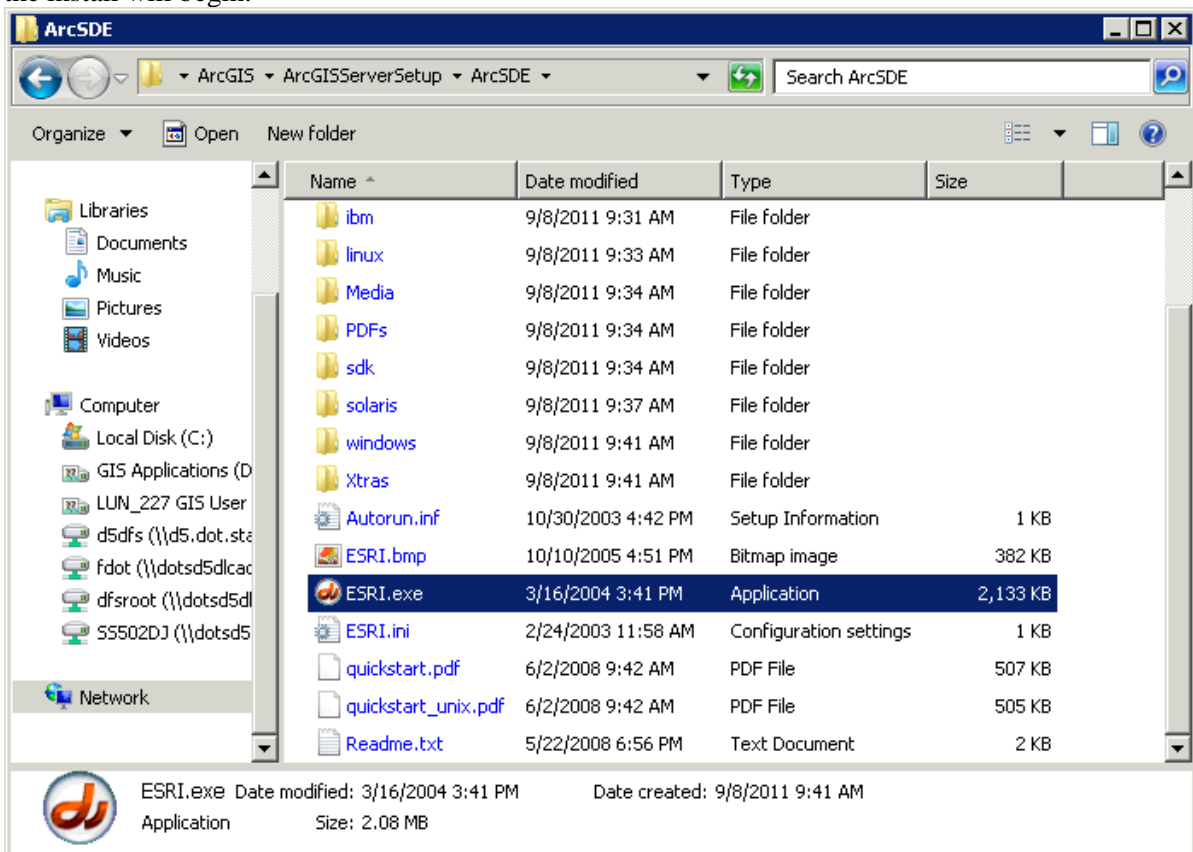 the install will begin.
ArcSDE
ArcGIS ArcGISServerSetup ArcSDE Search ArcSDE
Organize Open New folder
Name Date modified Type Size
Libraries
Documents
Music
Pictures
Videos
Computer
Local Disk (C:)
GIS Applications (D
LUN_227 GIS User
d5dfs (\\d5.dot.sta
fdot (\\dotsd5dlcad
dfsroot (\\dotsd5dl
SS502DJ (\\dotsd5
Network
ibm 9/8/2011 9:31 AM File folder
linux 9/8/2011 9:33 AM File folder
Media 9/8/2011 9:34 AM File folder
PDFs 9/8/2011 9:34 AM File folder
sdk 9/8/2011 9:34 AM File folder
solaris 9/8/2011 9:37 AM File folder
windows 9/8/2011 9:41 AM File folder
Xtras 9/8/2011 9:41 AM File folder
Autorun.inf 10/30/2003 4:42 PM Setup Information 1 KB
ESRI.bmp 10/10/2005 4:51 PM Bitmap image 382 KB
ESRI.exe 3/16/2004 3:41 PM Application 2,133 KB
ESRI.ini 2/24/2003 11:58 AM Configuration settings 1 KB
quickstart.pdf 6/2/2008 9:42 AM PDF File 507 KB
quickstart_unix.pdf 6/2/2008 9:42 AM PDF File 505 KB
Readme.txt 5/22/2008 6:56 PM Text Document 2 KB
ESRI.exe Date modified: 3/16/2004 3:41 PM Date created: 9/8/2011 9:41 AM
Application Size: 2.08 MB